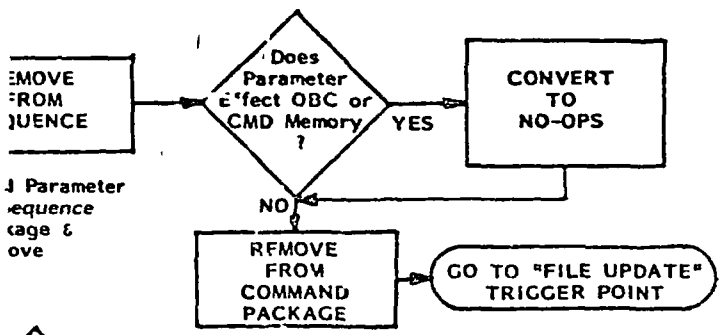 EMOVE
FROM
QUENCE
Does
Parameter
Effect OBC or
CMD Memory
?
YES
CONVERT
TO
NO-OPS
Parameter
equence
kage &
ove
NO
REMOVE
FROM
COMMAND
PACKAGE
GO TO "FILE UPDATE"
TRIGGER POINT